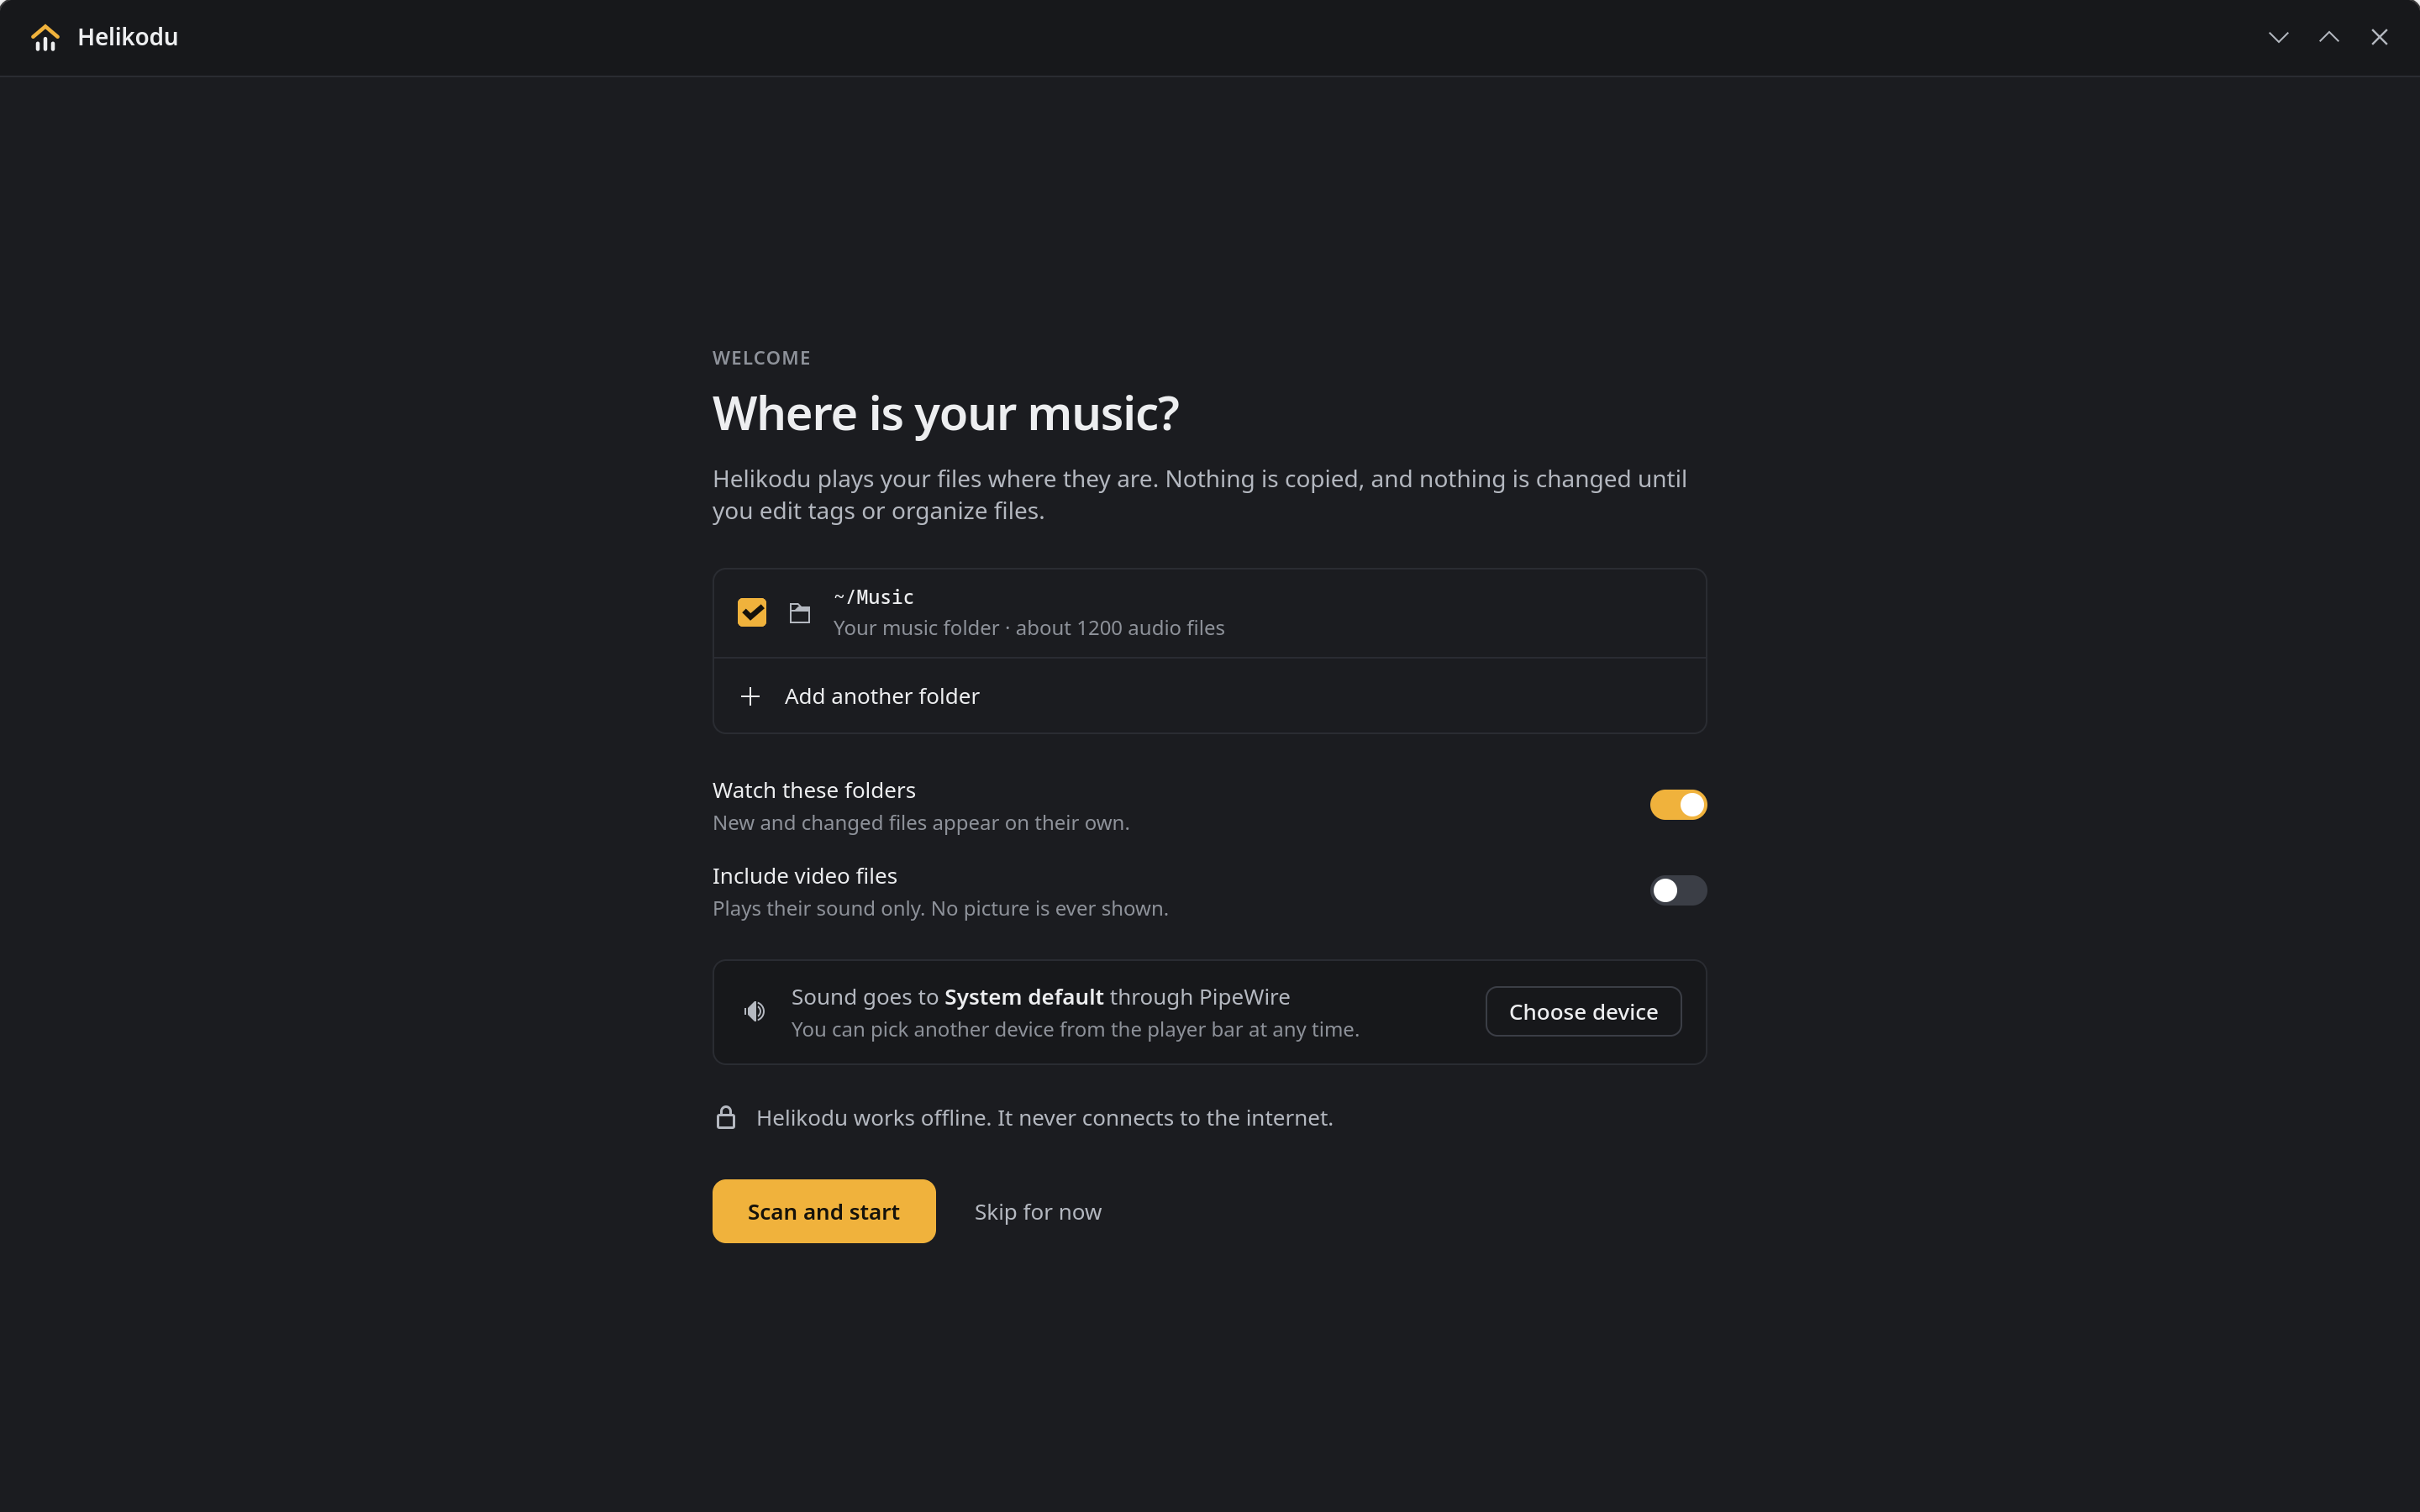 Helikodu
WELCOME
Where is your music?
Helikodu plays your files where they are. Nothing is copied, and nothing is changed until
you edit tags or organize files.
~/Music
Your music folder · about 1200 audio files
Add another folder
Watch these folders
New and changed files appear on their own.
Include video files
Plays their sound only. No picture is ever shown.
Sound goes to System default through PipeWire
You can pick another device from the player bar at any time.
Choose device
Helikodu works offline. It never connects to the internet.
Scan and start
Skip for now